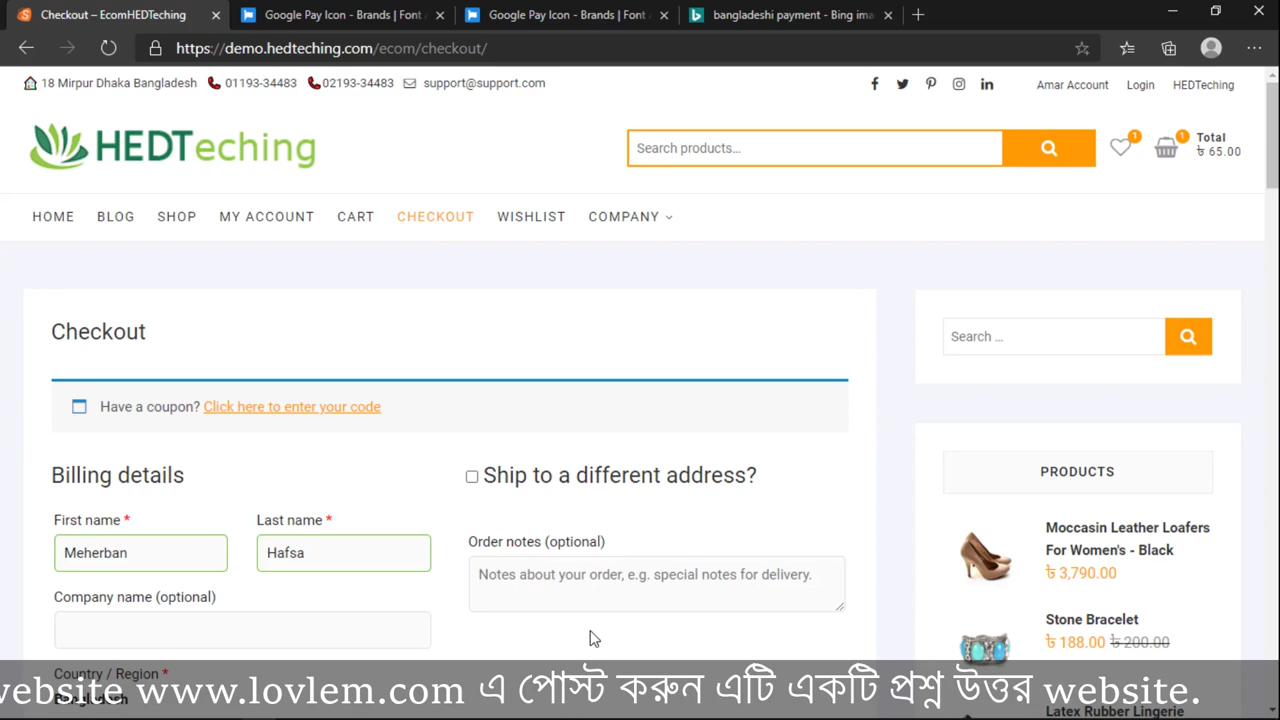 Checkout – EcomHEDTeching
Google Pay Icon - Brands | Font
Google Pay Icon - Brands | Font
bangladeshi payment - Bing ima
https://demo.hedteching.com/ecom/checkout/
18 Mirpur Dhaka Bangladesh 01193-34483 02193-34483 support@support.com
Amar Account Login HEDTeching
HEDTeching
Search products…
1
1
Total
৳ 65.00
HOME BLOG SHOP MY ACCOUNT CART CHECKOUT WISHLIST COMPANY
Checkout
Have a coupon? Click here to enter your code
Billing details
Ship to a different address?
First name *
Last name *
Meherban
Hafsa
Company name (optional)
Country / Region *
Bangladesh
Order notes (optional)
Notes about your order, e.g. special notes for delivery.
Search …
PRODUCTS
Moccasin Leather Loafers
For Women's - Black
৳ 3,790.00
Stone Bracelet
৳ 188.00 ৳ 200.00
Latex Rubber Lingerie
website www.lovlem.com এ পোস্ট করুন এটি একটি প্রশ্ন উত্তর website.